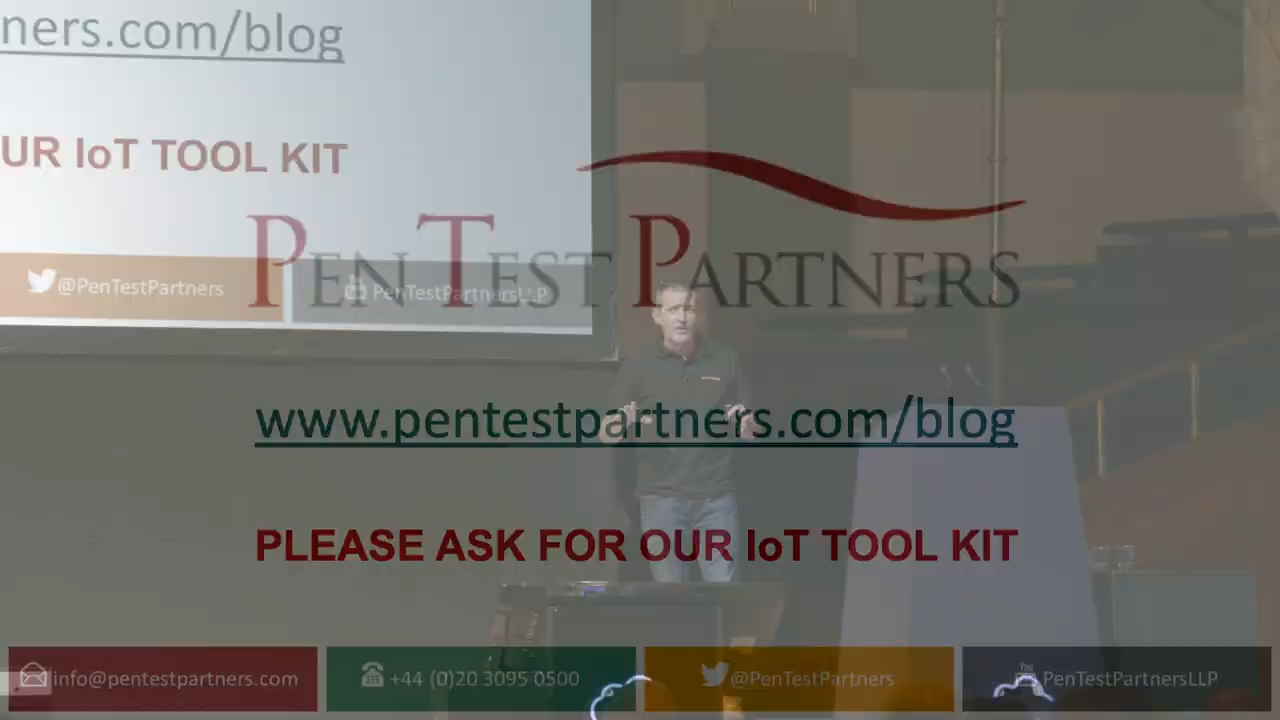 ners.com/blog
UR IoT TOOL KIT
@PenTestPartners
PenTestPartnersLLP
PEN TEST PARTNERS
www.pentestpartners.com/blog
PLEASE ASK FOR OUR IoT TOOL KIT
info@pentestpartners.com
+44 (0)20 3095 0500
@PenTestPartners
You
PenTestPartnersLLP